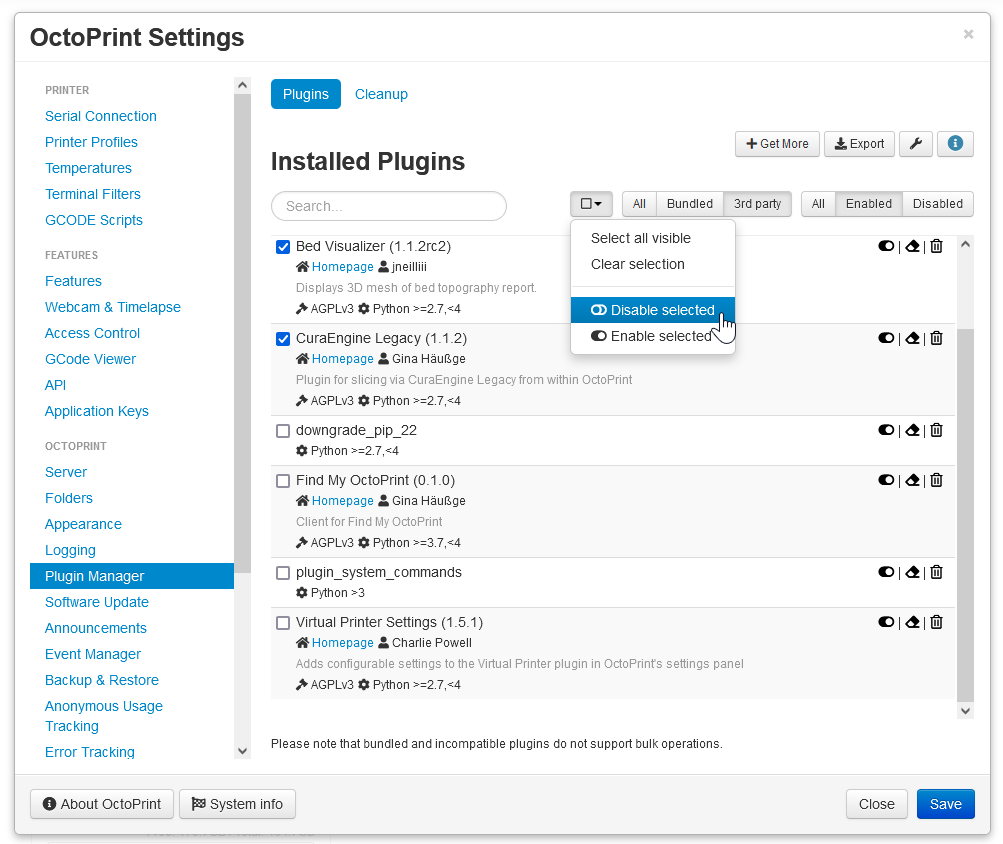 OctoPrint Settings
×
PRINTER
Serial Connection
Printer Profiles
Temperatures
Terminal Filters
GCODE Scripts
FEATURES
Features
Webcam & Timelapse
Access Control
GCode Viewer
API
Application Keys
OCTOPRINT
Server
Folders
Appearance
Logging
Plugin Manager
Software Update
Announcements
Event Manager
Backup & Restore
Anonymous Usage
Tracking
Error Tracking
Plugins Cleanup
Get More Export
Installed Plugins
Search... All Bundled 3rd party All Enabled Disabled
Select all visible
Clear selection
Disable selected
Enable selected
Bed Visualizer (1.1.2rc2)
Homepage jneilliii
Displays 3D mesh of bed topography report.
AGPLv3 Python >=2.7,<4
CuraEngine Legacy (1.1.2)
Homepage Gina Häußge
Plugin for slicing via CuraEngine Legacy from within OctoPrint
AGPLv3 Python >=2.7,<4
downgrade_pip_22
Python >=2.7,<4
Find My OctoPrint (0.1.0)
Homepage Gina Häußge
Client for Find My OctoPrint
AGPLv3 Python >=3.7,<4
plugin_system_commands
Python >3
Virtual Printer Settings (1.5.1)
Homepage Charlie Powell
Adds configurable settings to the Virtual Printer plugin in OctoPrint's settings panel
AGPLv3 Python >=2.7,<4
Please note that bundled and incompatible plugins do not support bulk operations.
About OctoPrint System info Close Save